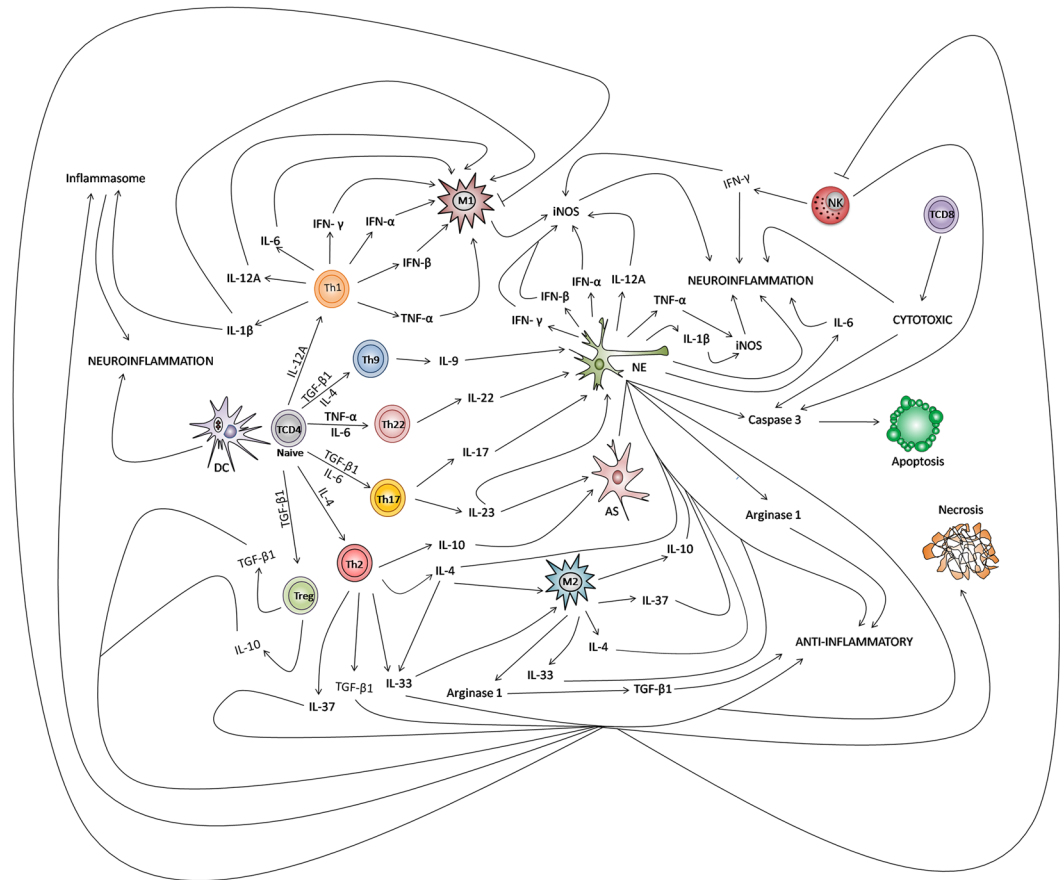 Inflammasome
M1
IFN-γ
NK
TCD8
IL-6
IFN- γ
IFN-α
iNOS
IL-12A
Th1
IFN-β
IFN-α
IL-12A
NEUROINFLAMMATION
IL-1β
TNF-α
IFN-β
TNF-α
IFN- γ
IL-1β
iNOS
IL-6
CYTOTOXIC
NEUROINFLAMMATION
IL-12A
Th9
IL-9
NE
TGF-β1
IL-4
IL-22
TCD4
Naive
TNF-α
IL-6
Th22
Caspase 3
Apoptosis
DC
TGF-β1
IL-6
IL-17
Th17
IL-23
AS
Arginase 1
Necrosis
TGF-β1
IL-4
TGF-β1
Th2
IL-10
IL-4
M2
IL-10
Treg
IL-37
IL-10
IL-4
ANTI-INFLAMMATORY
IL-33
IL-37
TGF-β1
IL-33
Arginase 1
TGF-β1